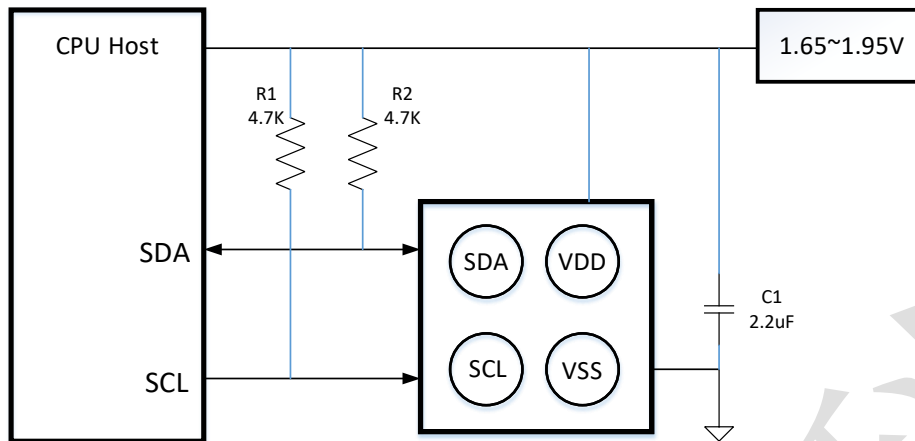 CPU Host
1.65~1.95V
R1
4.7K
R2
4.7K
SDA
SCL
SDA
VDD
SCL
VSS
C1
2.2uF